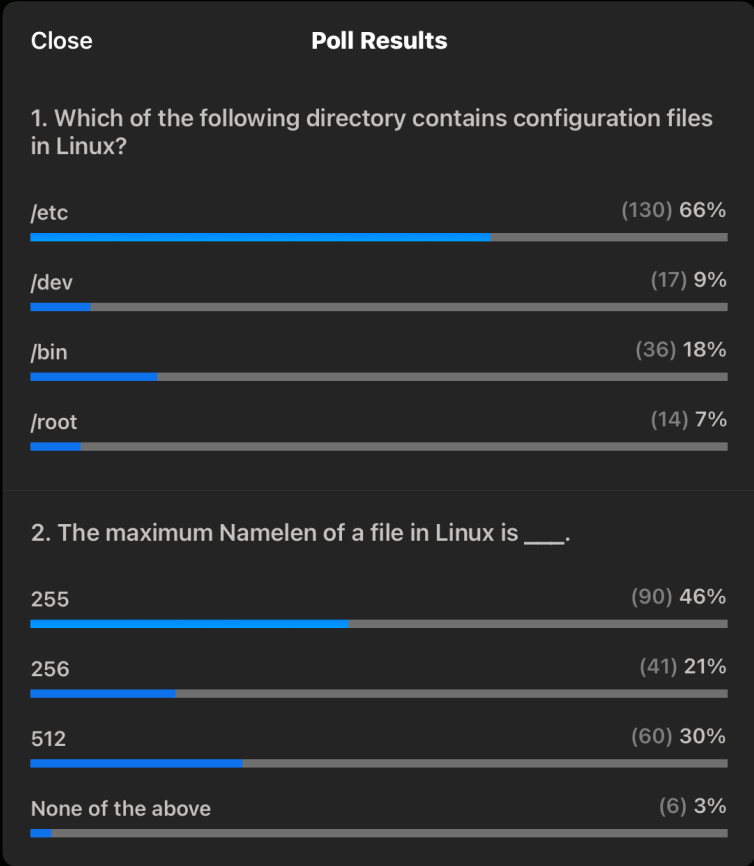 Close
Poll Results
1. Which of the following directory contains configuration files
in Linux?
/etc
(130) 66%
/dev
(17) 9%
/bin
(36) 18%
/root
(14) 7%
2. The maximum Namelen of a file in Linux is ____.
255
(90) 46%
256
(41) 21%
512
(60) 30%
None of the above
(6) 3%